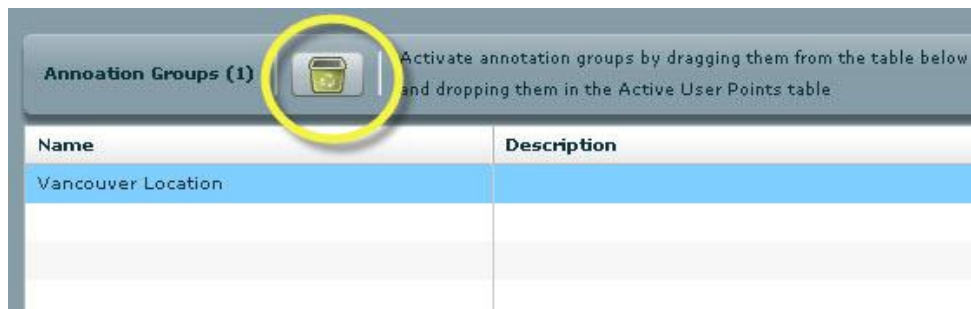 Annoation Groups (1)
Activate annotation groups by dragging them from the table below
and dropping them in the Active User Points table
Name Description
Vancouver Location